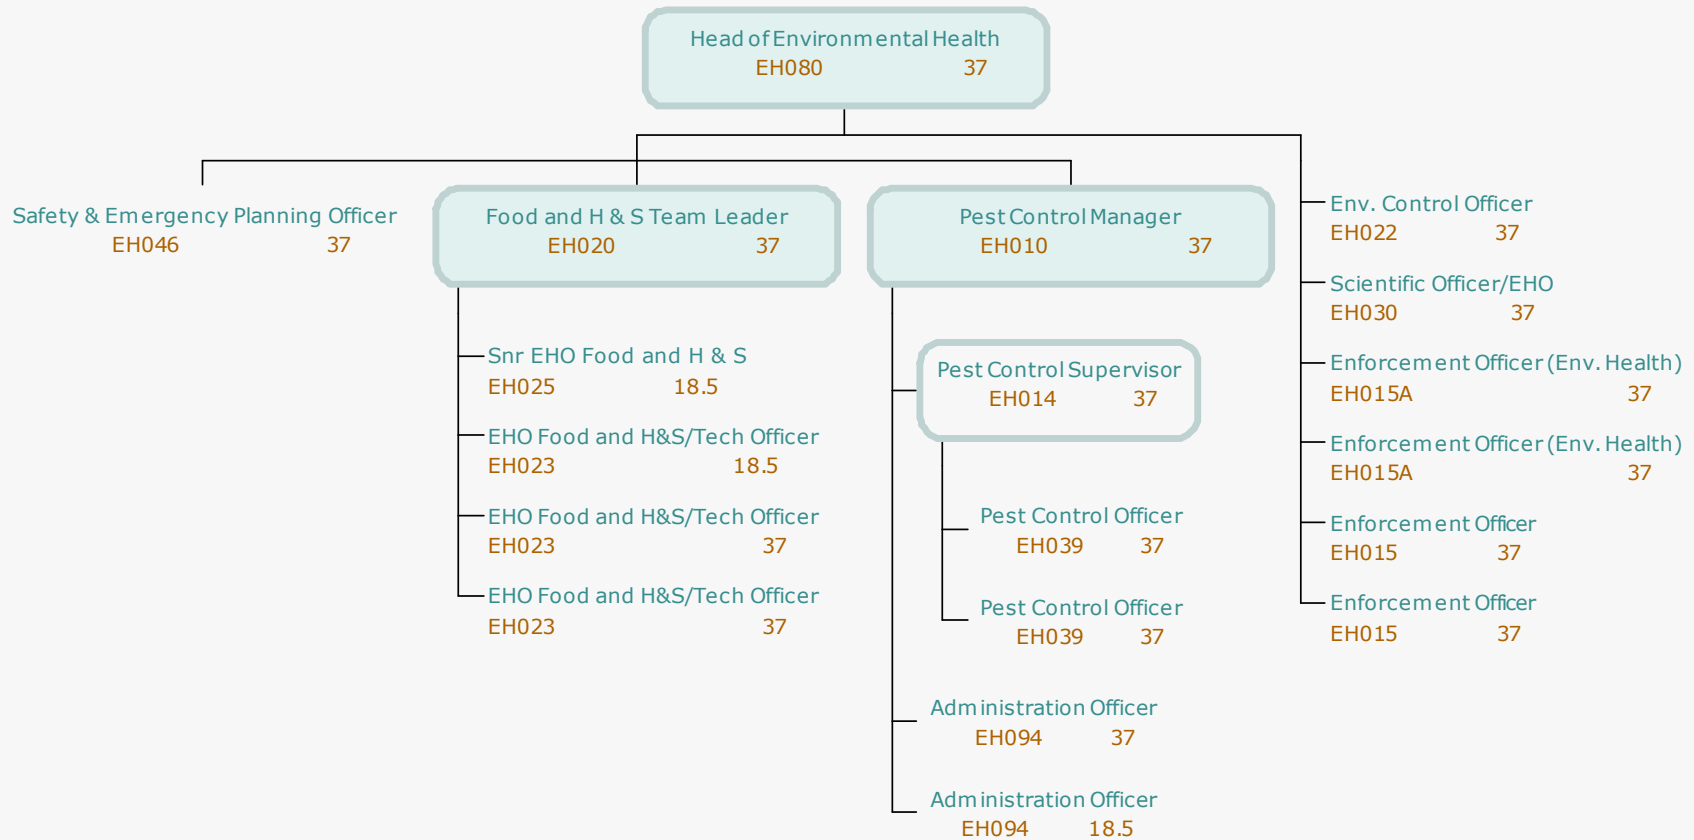 Head of Environmental Health
EH080 37
Safety & Emergency Planning Officer
EH046 37
Food and H & S Team Leader
EH020 37
Snr EHO Food and H & S
EH025 18.5
EHO Food and H&S/Tech Officer
EH023 18.5
EHO Food and H&S/Tech Officer
EH023 37
EHO Food and H&S/Tech Officer
EH023 37
Pest Control Manager
EH010 37
Pest Control Supervisor
EH014 37
Pest Control Officer
EH039 37
Pest Control Officer
EH039 37
Administration Officer
EH094 37
Administration Officer
EH094 18.5
Env. Control Officer
EH022 37
Scientific Officer/EHO
EH030 37
Enforcement Officer (Env. Health)
EH015A 37
Enforcement Officer (Env. Health)
EH015A 37
Enforcement Officer
EH015 37
Enforcement Officer
EH015 37